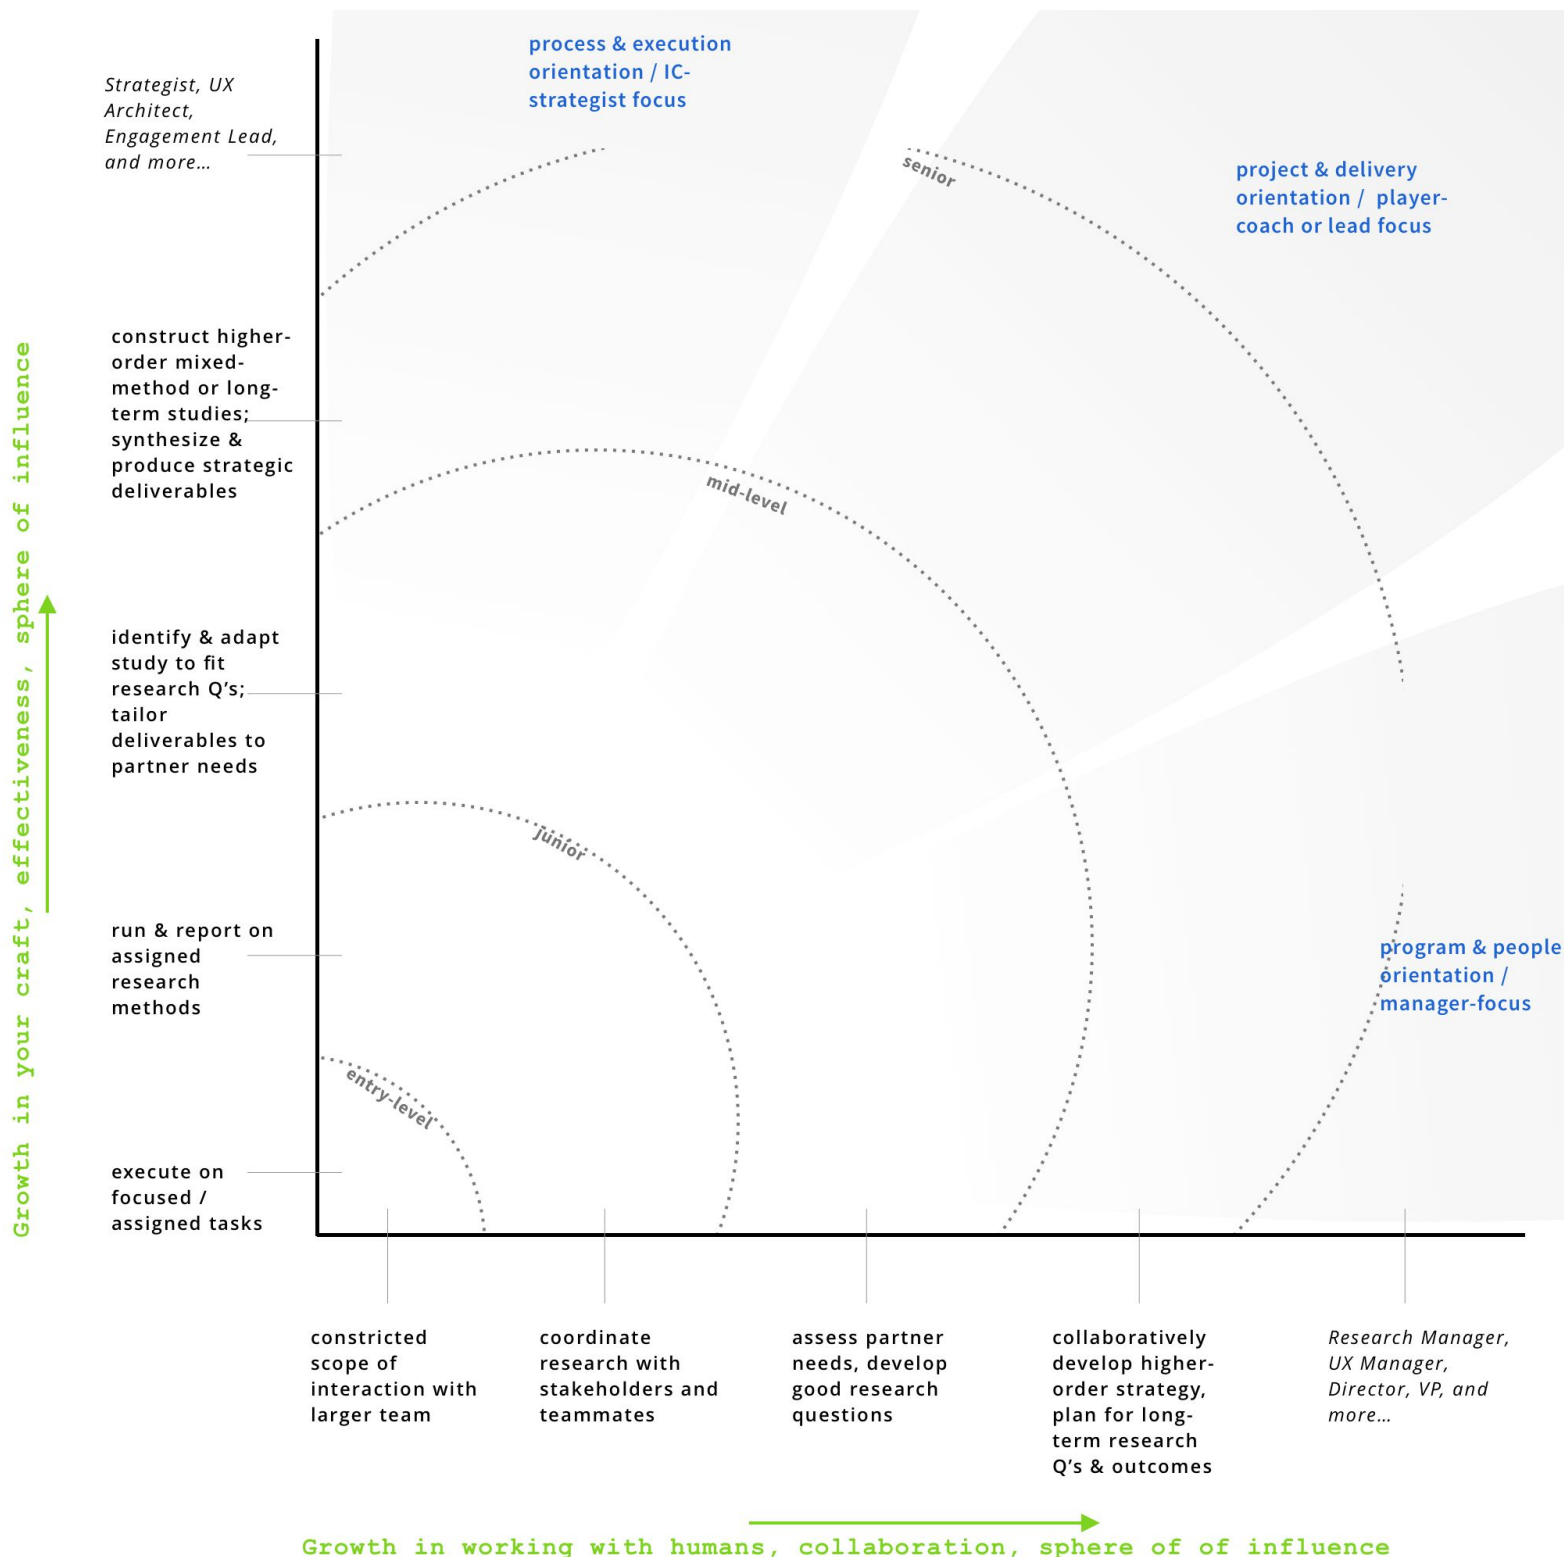 process & execution
orientation / IC-
strategist focus
Strategist, UX
Architect,
Engagement Lead,
and more…
senior
project & delivery
orientation /  player-
coach or lead focus
construct higher-
order mixed-
method or long-
term studies;
synthesize &
produce strategic
deliverables
mid-level
identify & adapt
study to fit
research Q’s;
tailor
deliverables to
partner needs
junior
run & report on
assigned
research
methods
program & people
orientation /
manager-focus
entry-level
execute on
focused /
assigned tasks
Growth in your craft, effectiveness, sphere of influence
constricted
scope of
interaction with
larger team
coordinate
research with
stakeholders and
teammates
assess partner
needs, develop
good research
questions
collaboratively
develop higher-
order strategy,
plan for long-
term research
Q’s & outcomes
Research Manager,
UX Manager,
Director, VP, and
more…
Growth in working with humans, collaboration, sphere of of influence